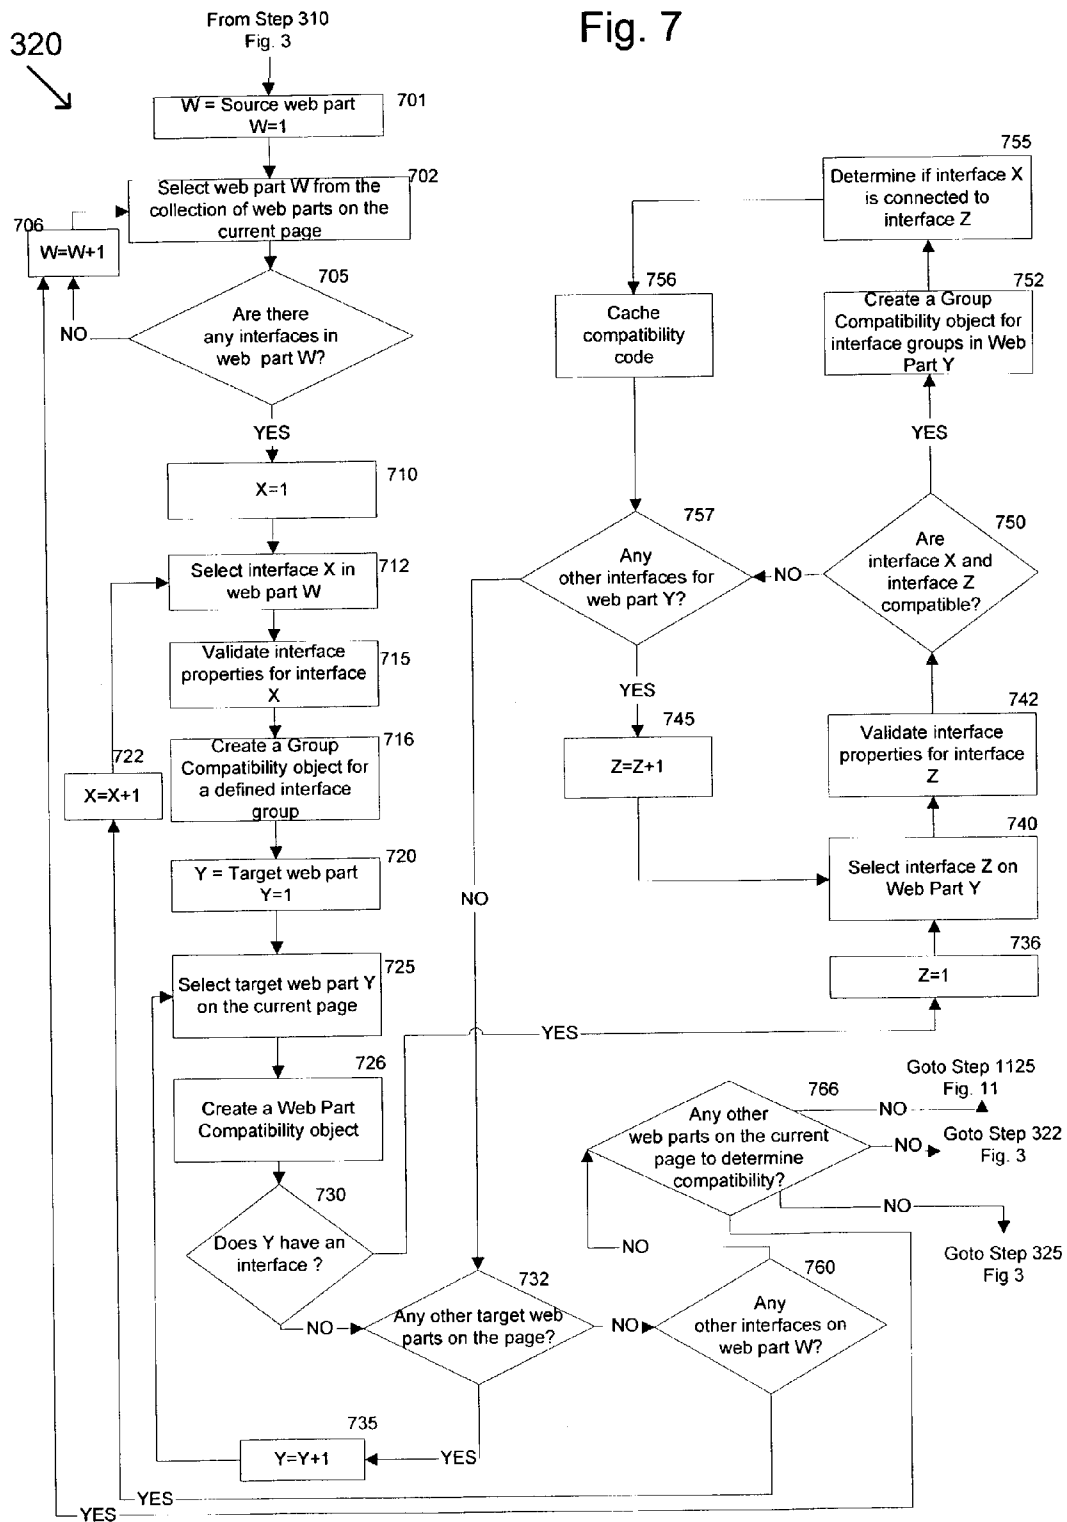 From Step 310
Fig. 3
Fig. 7
320
701
W = Source web part
W=1
702
Select web part W from the
collection of web parts on the
current page
706
W=W+1
705
Are there
any interfaces in
web part W?
NO
YES
710
X=1
712
Select interface X in
web part W
715
Validate interface
properties for interface
X
716
Create a Group
Compatibility object for
a defined interface
group
722
X=X+1
720
Y = Target web part
Y=1
725
Select target web part Y
on the current page
726
Create a Web Part
Compatibility object
730
Does Y have an
interface ?
YES
NO
732
Any other target web
parts on the page?
NO
YES
735
Y=Y+1
755
Determine if interface X
is connected to
interface Z
756
Cache
compatibility
code
752
Create a Group
Compatibility object for
interface groups in Web
Part Y
YES
757
Any
other interfaces for
web part Y?
NO
750
Are
interface X and
interface Z
compatible?
YES
NO
745
Z=Z+1
742
Validate interface
properties for interface
Z
740
Select interface Z on
Web Part Y
736
Z=1
766
Any other
web parts on the current
page to determine
compatibility?
NO
Goto Step 1125
Fig. 11
NO
Goto Step 322
Fig. 3
NO
Goto Step 325
Fig 3
NO
760
Any
other interfaces on
web part W?
YES
YES